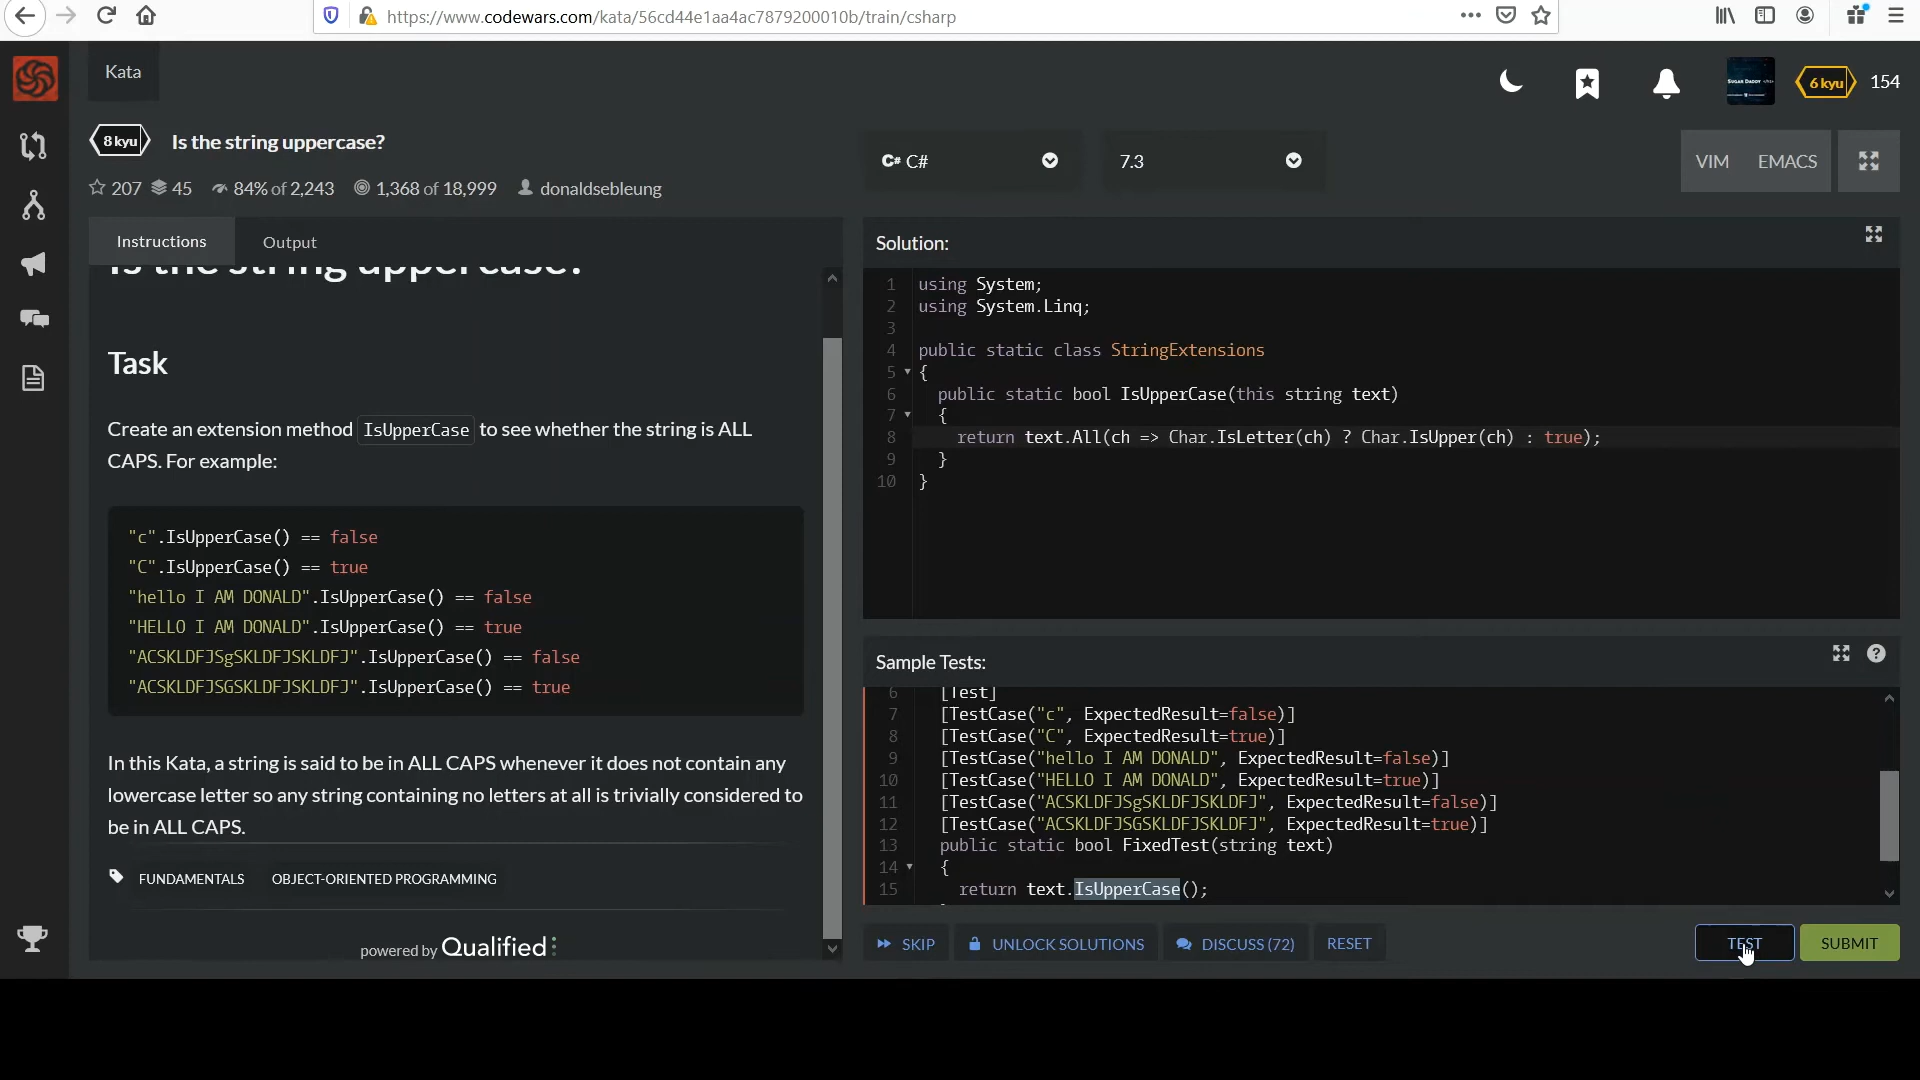 https://www.codewars.com/kata/56cd44e1aa4ac7879200010b/train/csharp
Kata
SUGAR DADDY
6 kyu
154
8 kyu
Is the string uppercase?
207 45 84% of 2,243 1,368 of 18,999 donaldsebleung
C# C#
7.3
VIM EMACS
Instructions
Output
Is the string uppercase?
Task
Create an extension method IsUpperCase to see whether the string is ALL
CAPS. For example:
"c".IsUpperCase() == false
"C".IsUpperCase() == true
"hello I AM DONALD".IsUpperCase() == false
"HELLO I AM DONALD".IsUpperCase() == true
"ACSKLDFJSgSKLDFJSKLDFJ".IsUpperCase() == false
"ACSKLDFJSGSKLDFJSKLDFJ".IsUpperCase() == true
In this Kata, a string is said to be in ALL CAPS whenever it does not contain any
lowercase letter so any string containing no letters at all is trivially considered to
be in ALL CAPS.
FUNDAMENTALS OBJECT-ORIENTED PROGRAMMING
powered by Qualified
Solution:
1 using System;
2 using System.Linq;
3
4 public static class StringExtensions
5 {
6 public static bool IsUpperCase(this string text)
7 {
8 return text.All(ch => Char.IsLetter(ch) ? Char.IsUpper(ch) : true);
9 }
10 }
Sample Tests:
6 [Test]
7 [TestCase("c", ExpectedResult=false)]
8 [TestCase("C", ExpectedResult=true)]
9 [TestCase("hello I AM DONALD", ExpectedResult=false)]
10 [TestCase("HELLO I AM DONALD", ExpectedResult=true)]
11 [TestCase("ACSKLDFJSgSKLDFJSKLDFJ", ExpectedResult=false)]
12 [TestCase("ACSKLDFJSGSKLDFJSKLDFJ", ExpectedResult=true)]
13 public static bool FixedTest(string text)
14 {
15 return text.IsUpperCase();
SKIP
UNLOCK SOLUTIONS
DISCUSS (72)
RESET
TEST
SUBMIT